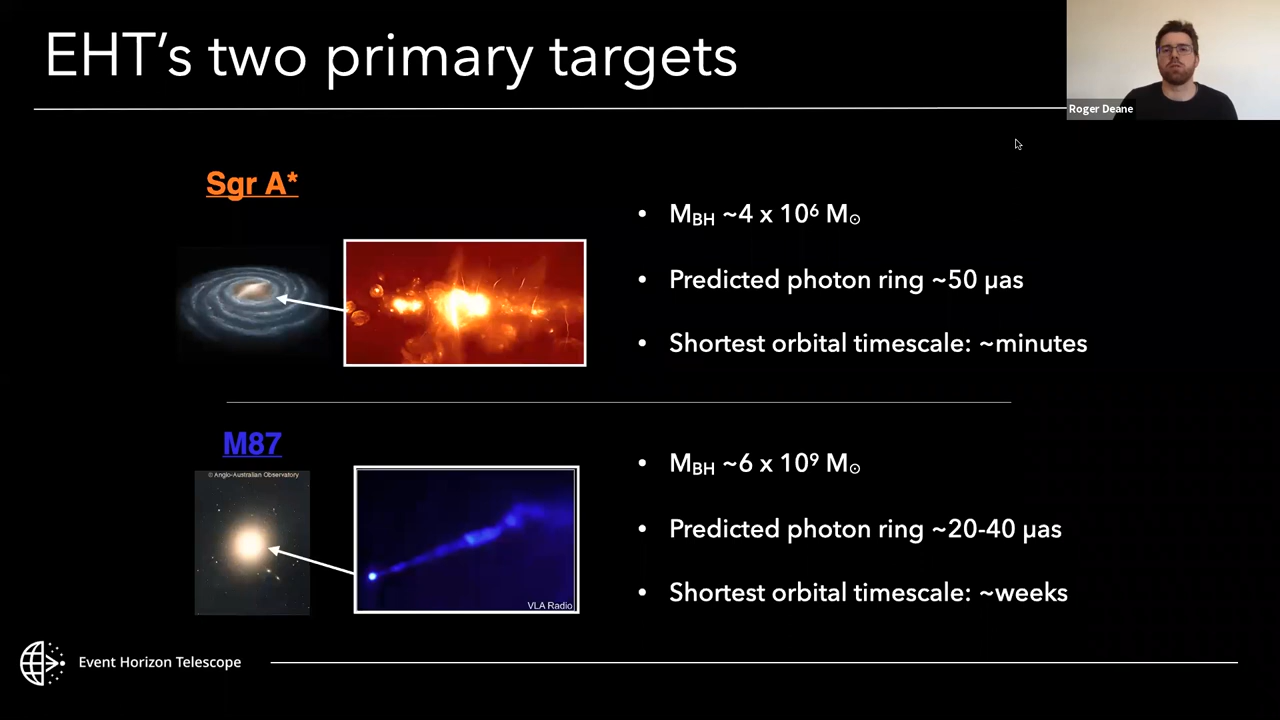 EHT’s two primary targets
Roger Deane
Sgr A*
• M_BH ~4 x 10⁶ M☉
• Predicted photon ring ~50 μas
• Shortest orbital timescale: ~minutes
M87
© Anglo-Australian Observatory
VLA Radio
• M_BH ~6 x 10⁹ M☉
• Predicted photon ring ~20-40 μas
• Shortest orbital timescale: ~weeks
Event Horizon Telescope